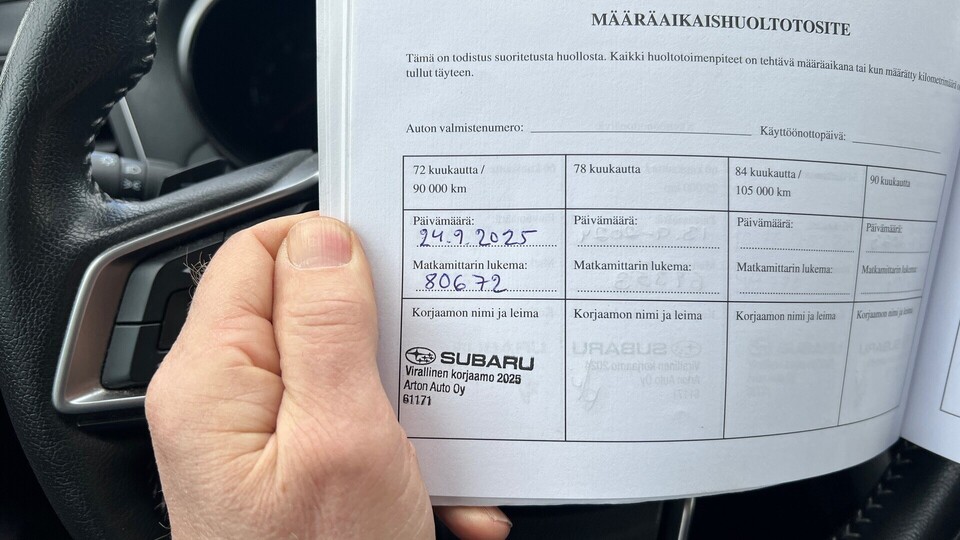 MÄÄRÄAIKAISHUOLTOTOSITE
Tämä on todistus suoritetusta huollosta. Kaikki huoltotoimenpiteet on tehtävä määräaikana tai kun määrätty kilometrimäärä
tullut täyteen.
Auton valmistenumero: Käyttöönottopäivä:
72 kuukautta /
90 000 km
78 kuukautta
84 kuukautta /
105 000 km
90 kuukautta
Päivämäärä:
24.9.2025
Päivämäärä:
Päivämäärä:
Päivämäärä:
Matkamittarin lukema:
80672
Matkamittarin lukema:
Matkamittarin lukema:
Matkamittarin lukema:
Korjaamon nimi ja leima
SUBARU
Virallinen korjaamo 2025
Arton Auto Oy
61171
Korjaamon nimi ja leima
Korjaamon nimi ja leima
Korjaamon nimi ja leima